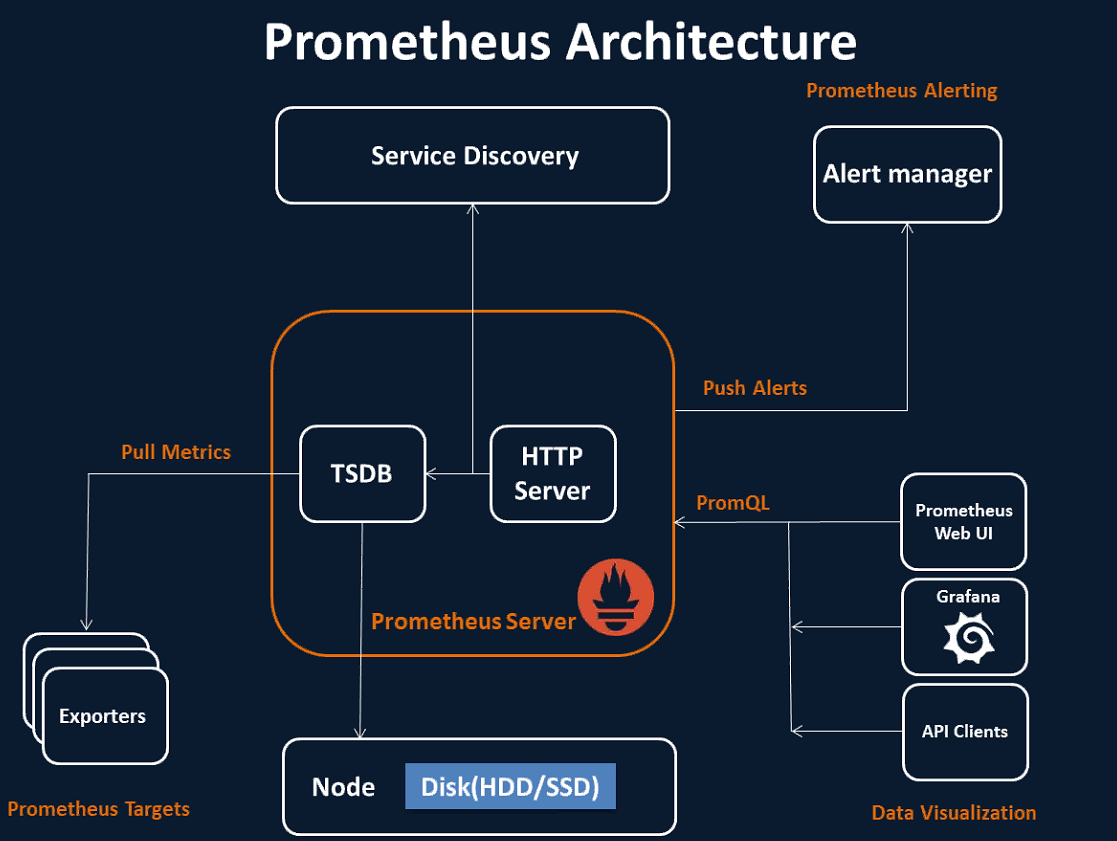 Prometheus Architecture
Prometheus Alerting
Service Discovery
Alert manager
Push Alerts
Pull Metrics
TSDB
HTTP
Server
PromQL
Prometheus
Web UI
Grafana
Prometheus Server
Exporters
API Clients
Node
Disk(HDD/SSD)
Prometheus Targets
Data Visualization